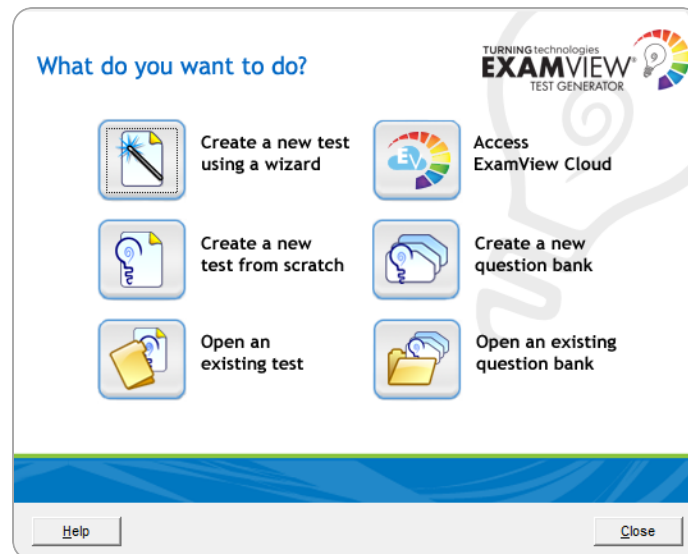 What do you want to do?
TURNING technologies
EXAMVIEW®
TEST GENERATOR
Create a new test
using a wizard
EV
Access
ExamView Cloud
Create a new
test from scratch
Create a new
question bank
Open an
existing test
Open an existing
question bank
Help
Close